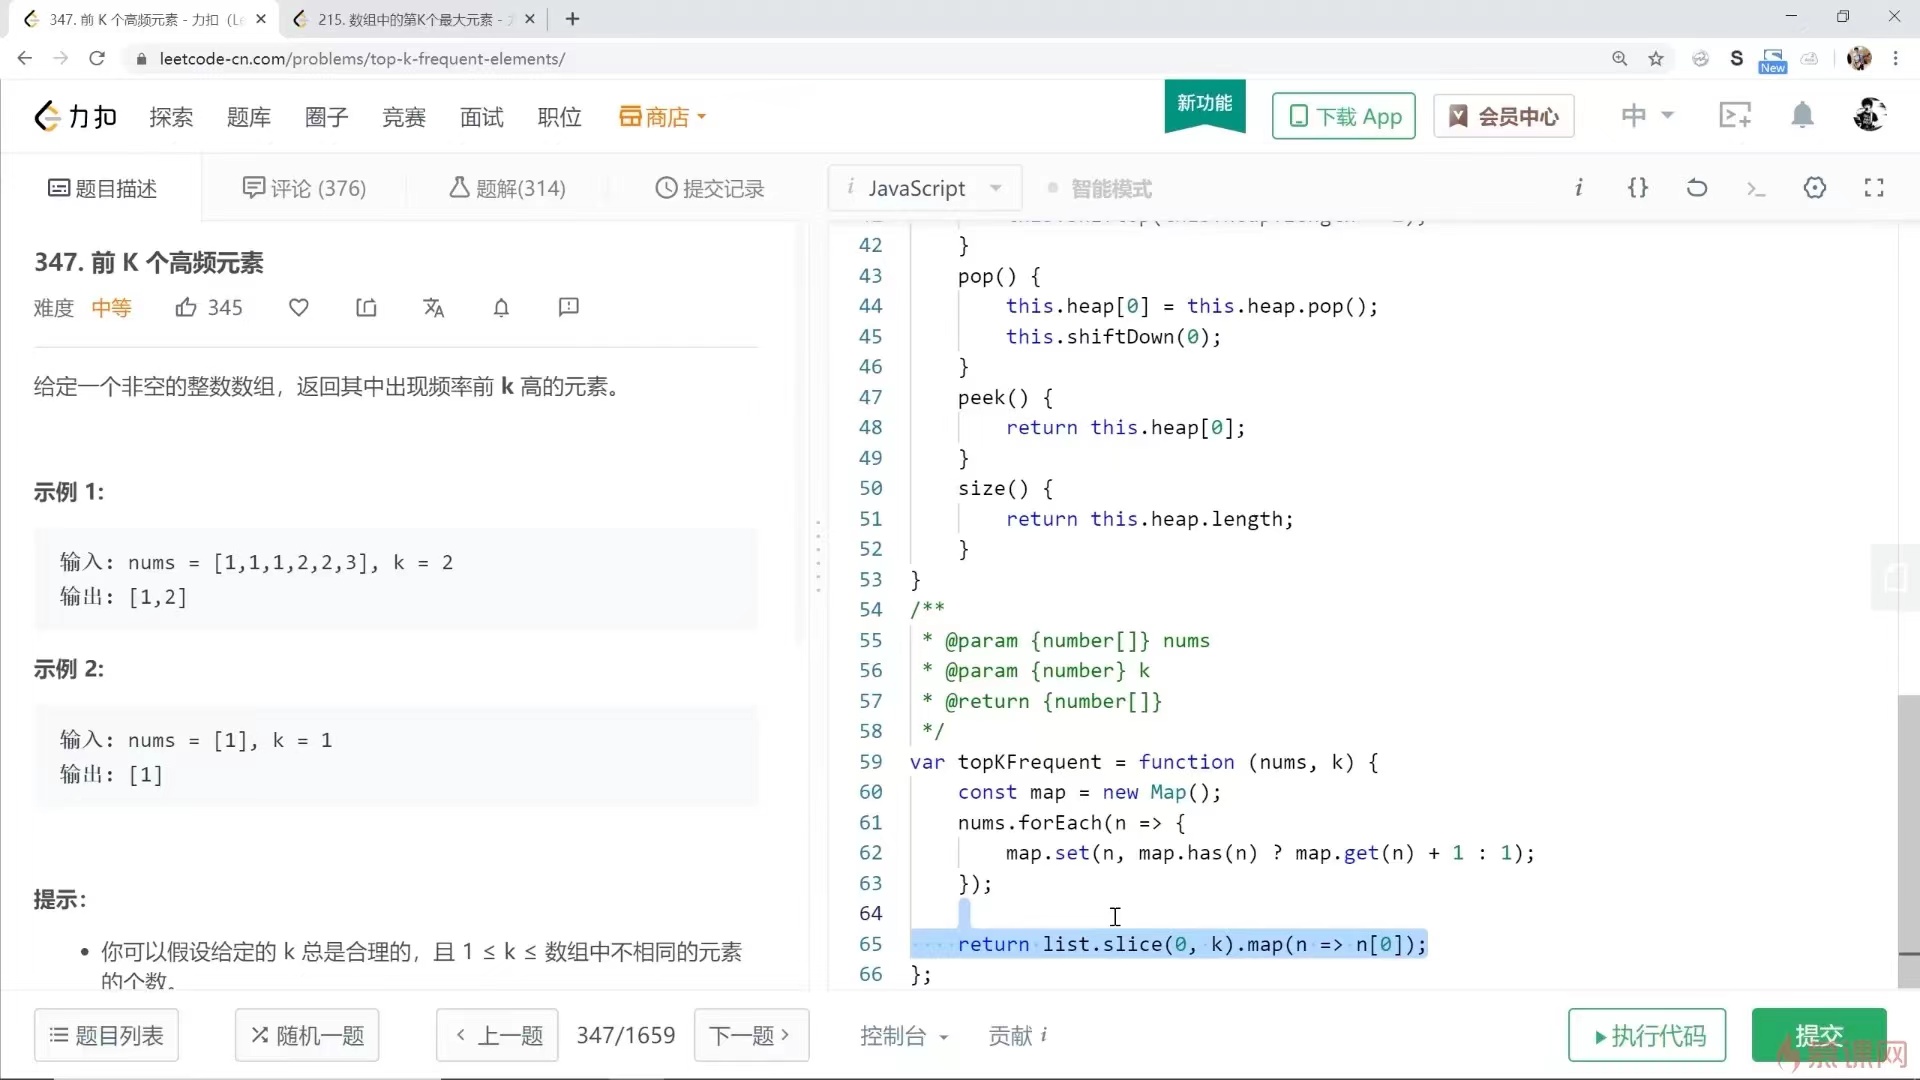 347. 前 K 个高频元素 - 力扣 (Le
215. 数组中的第K个最大元素 -
leetcode-cn.com/problems/top-k-frequent-elements/
S
New
力扣
探索
题库
圈子
竞赛
面试
职位
商店
新功能
下载 App
会员中心
中
题目描述
评论 (376)
题解(314)
提交记录
i JavaScript
智能模式
i
{}
347. 前 K 个高频元素
难度 中等 345
给定一个非空的整数数组，返回其中出现频率前 k 高的元素。
示例 1:
输入: nums = [1,1,1,2,2,3], k = 2
输出: [1,2]
示例 2:
输入: nums = [1], k = 1
输出: [1]
提示：
• 你可以假设给定的 k 总是合理的，且 1 ≤ k ≤ 数组中不相同的元素
的个数。
42 }
43 pop() {
44 this.heap[0] = this.heap.pop();
45 this.shiftDown(0);
46 }
47 peek() {
48 return this.heap[0];
49 }
50 size() {
51 return this.heap.length;
52 }
53 }
54 /**
55 * @param {number[]} nums
56 * @param {number} k
57 * @return {number[]}
58 */
59 var topKFrequent = function (nums, k) {
60 const map = new Map();
61 nums.forEach(n => {
62 map.set(n, map.has(n) ? map.get(n) + 1 : 1);
63 });
64
65 return list.slice(0, k).map(n => n[0]);
66 };
题目列表
随机一题
上一题
347/1659
下一题
控制台
贡献 i
执行代码
提交
慕课网